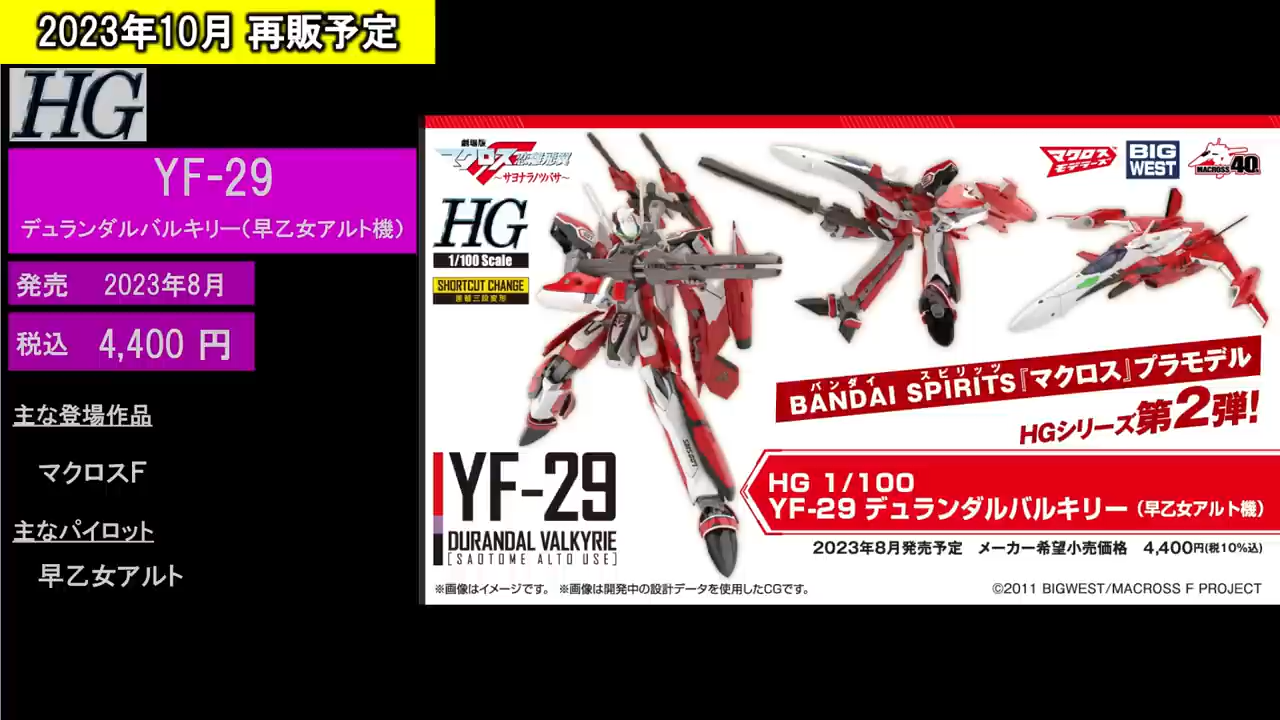 2023年10月 再販予定
HG
YF-29
デュランダルバルキリー（早乙女アルト機）
発売 2023年8月
税込 4,400 円
主な登場作品
マクロスF
主なパイロット
早乙女アルト
劇場版
マクロスF 恋離飛翼
～サヨナラノツバサ～
HG
1/100 Scale
SHORTCUT CHANGE
差替三段変形
マクロスモデラーズ
BIG WEST
MACROSS 40th
バンダイ スピリッツ
BANDAI SPIRITS『マクロス』プラモデル
HGシリーズ第2弾!
YF-29
DURANDAL VALKYRIE
[SAOTOME ALTO USE]
HG 1/100
YF-29 デュランダルバルキリー（早乙女アルト機）
2023年8月発売予定 メーカー希望小売価格 4,400円(税10%込)
※画像はイメージです。 ※画像は開発中の設計データを使用したCGです。
©2011 BIGWEST/MACROSS F PROJECT